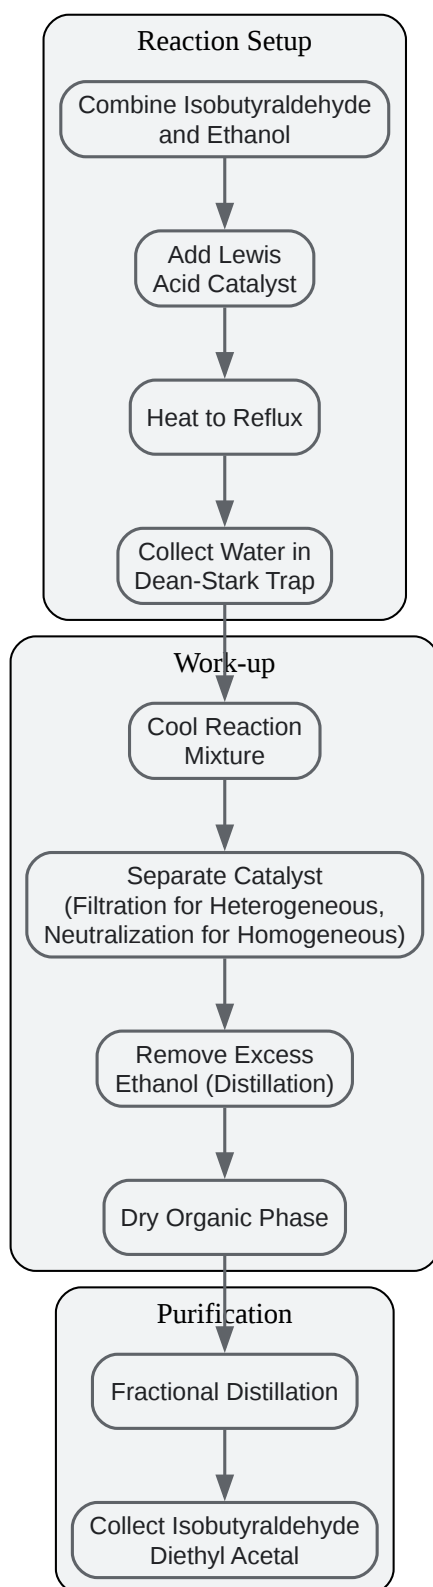 Reaction Setup
Combine Isobutyraldehyde
and Ethanol
Add Lewis
Acid Catalyst
Heat to Reflux
Collect Water in
Dean-Stark Trap
Work-up
Cool Reaction
Mixture
Separate Catalyst
(Filtration for Heterogeneous,
Neutralization for Homogeneous)
Remove Excess
Ethanol (Distillation)
Dry Organic Phase
Purification
Fractional Distillation
Collect Isobutyraldehyde
Diethyl Acetal